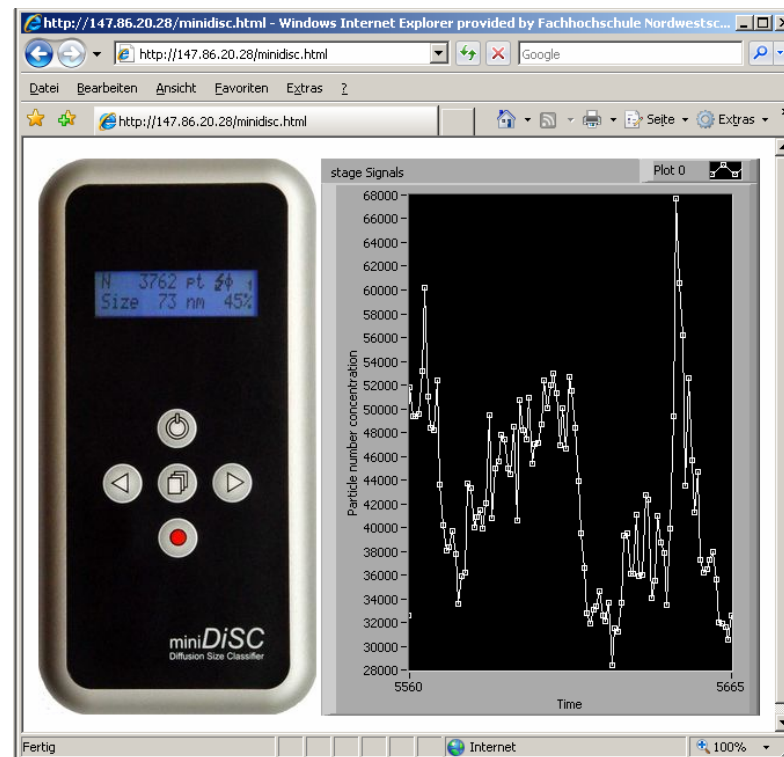 http://147.86.20.28/minidisc.html - Windows Internet Explorer provided by Fachhochschule Nordwestsc...
http://147.86.20.28/minidisc.html
Google
Datei Bearbeiten Ansicht Favoriten Extras ?
http://147.86.20.28/minidisc.html
Seite
Extras
N 3762 pt
Size 73 nm 45%
miniDiSC
Diffusion Size Classifier
stage Signals
Plot 0
Particle number concentration
68000
66000
64000
62000
60000
58000
56000
54000
52000
50000
48000
46000
44000
42000
40000
38000
36000
34000
32000
30000
28000
5560
5665
Time
Fertig
Internet
100%